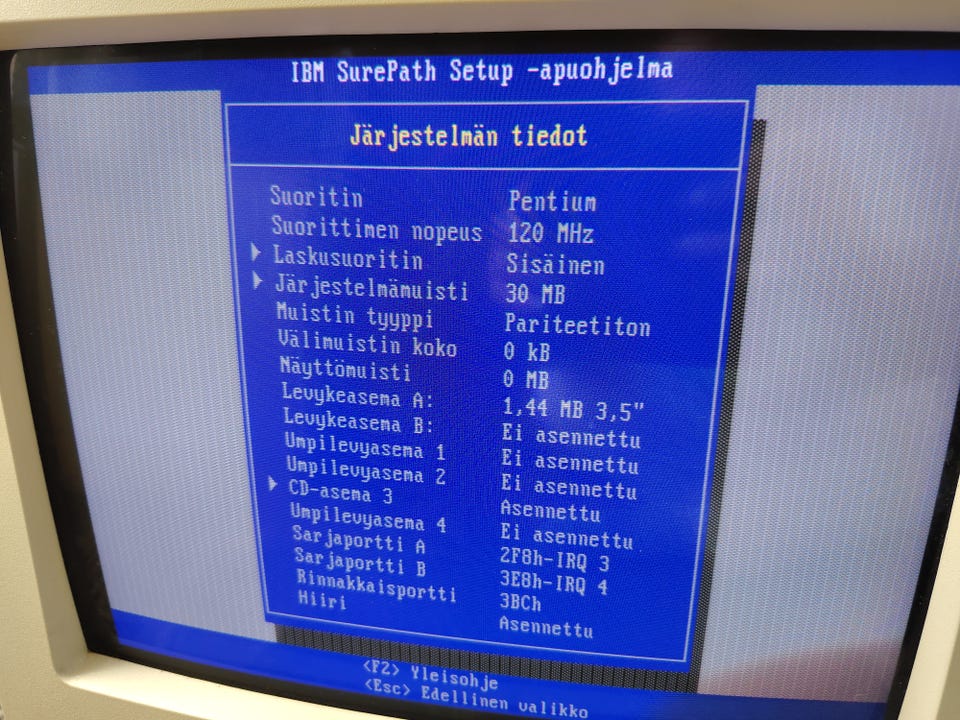 IBM SurePath Setup -apuohjelma
Järjestelmän tiedot
Suoritin Pentium
Suorittimen nopeus 120 MHz
Laskusuoritin Sisäinen
Järjestelmämuisti 30 MB
Muistin tyyppi Pariteetiton
Välimuistin koko 0 kB
Näyttömuisti 0 MB
Levykeasema A: 1,44 MB 3,5"
Levykeasema B: Ei asennettu
Umpilevyasema 1 Ei asennettu
Umpilevyasema 2 Ei asennettu
CD-asema 3 Asennettu
Umpilevyasema 4 Ei asennettu
Sarjaportti A 2F8h-IRQ 3
Sarjaportti B 3E8h-IRQ 4
Rinnakkaisportti 3BCh
Hiiri Asennettu
<F2> Yleisohje
<Esc> Edellinen valikko